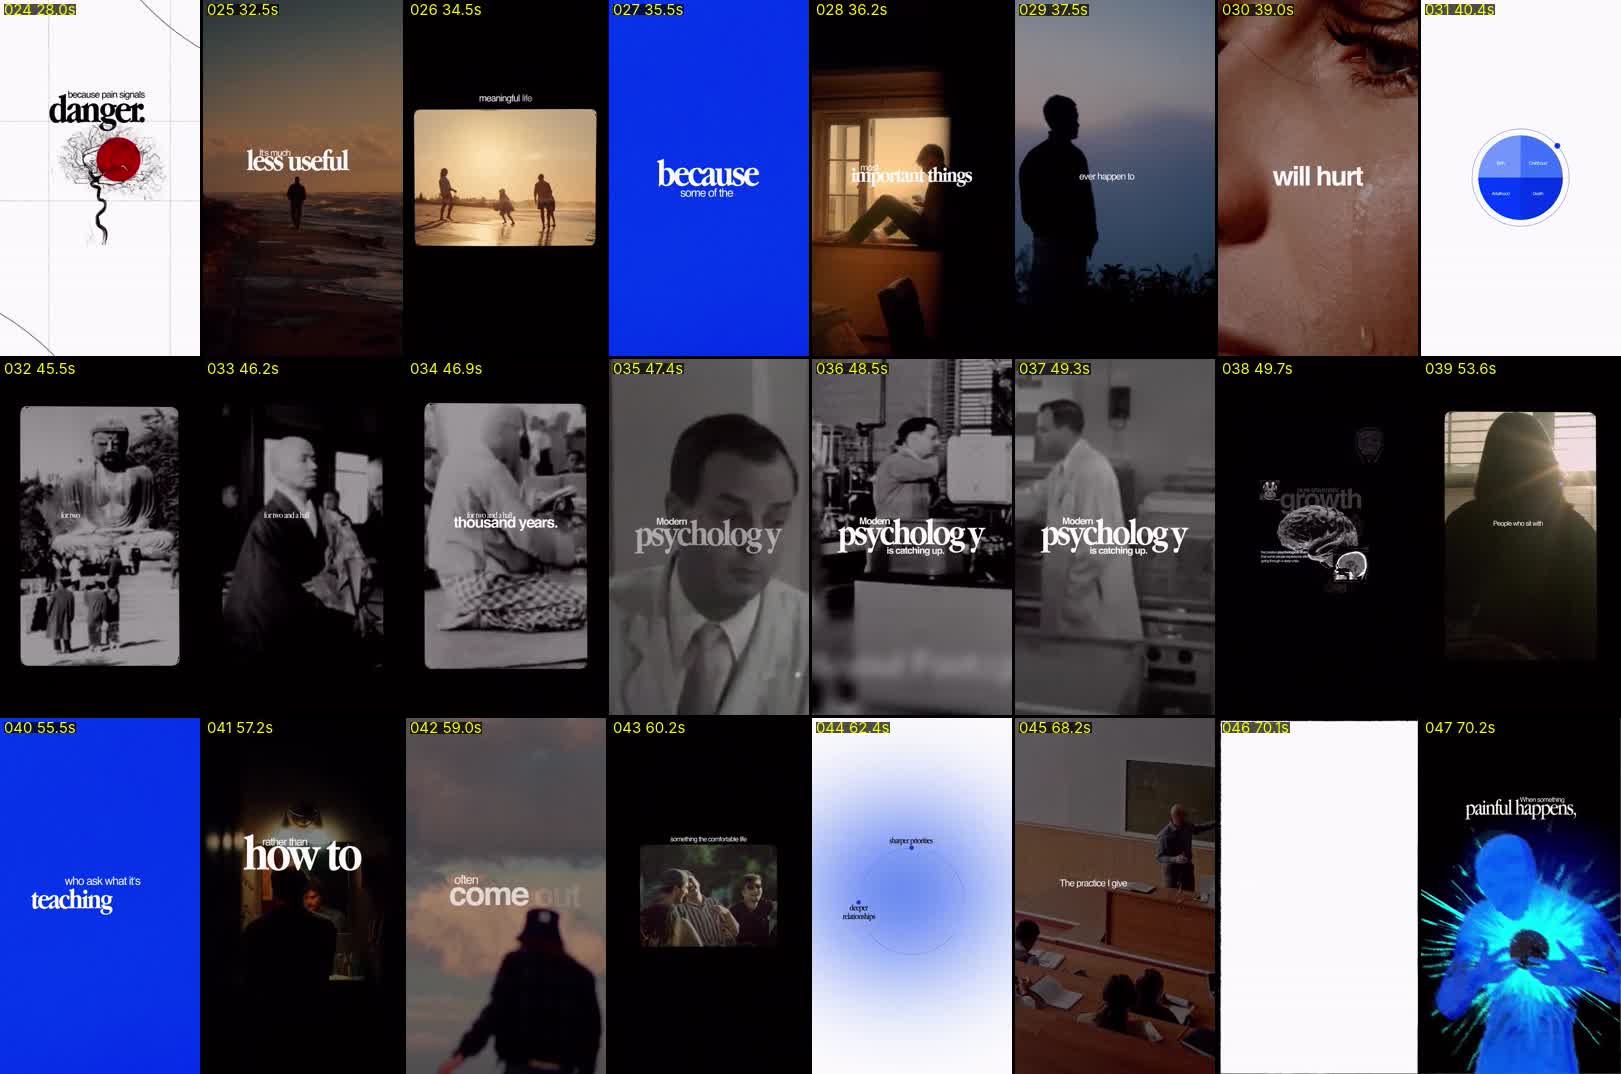 024 28.0s
because pain signals
danger.
025 32.5s
It's much
less useful
026 34.5s
meaningful life
027 35.5s
because
some of the
028 36.2s
most
important things
029 37.5s
ever happen to
030 39.0s
will hurt
031 40.4s
Birth
Childhood
Adulthood
Death
032 45.5s
for two
033 46.2s
for two and a half
034 46.9s
for two and a half
thousand years.
035 47.4s
Modern
psychology
036 48.5s
Modern
psychology
is catching up.
037 49.3s
Modern
psychology
is catching up.
038 49.7s
growth
039 53.6s
People who sit with
040 55.5s
who ask what it's
teaching
041 57.2s
rather than
how to
042 59.0s
often
come out
043 60.2s
something the comfortable life
044 62.4s
sharper priorities
deeper
relationships
045 68.2s
The practice I give
046 70.1s
047 70.2s
When something
painful happens,